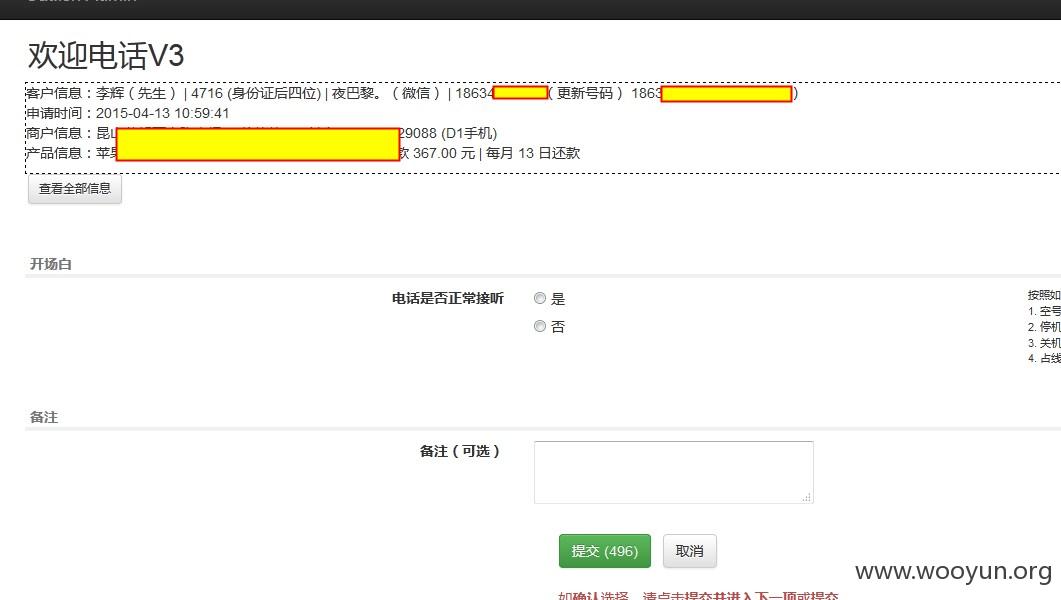 欢迎电话V3
客户信息：李辉（先生） | 4716 (身份证后四位) | 夜巴黎。（微信） | 18634 （更新号码） 1863 )
申请时间：2015-04-13 10:59:41
商户信息：昆山 29088 (D1手机)
产品信息：苹果 款 367.00 元 | 每月 13 日还款
查看全部信息
开场白
电话是否正常接听
是
否
按照如
1. 空号
2. 停机
3. 关机
4. 占线
备注
备注（可选）
提交 (496)
取消
如确认选择，请点击提交并进入下一项或提交
www.wooyun.org